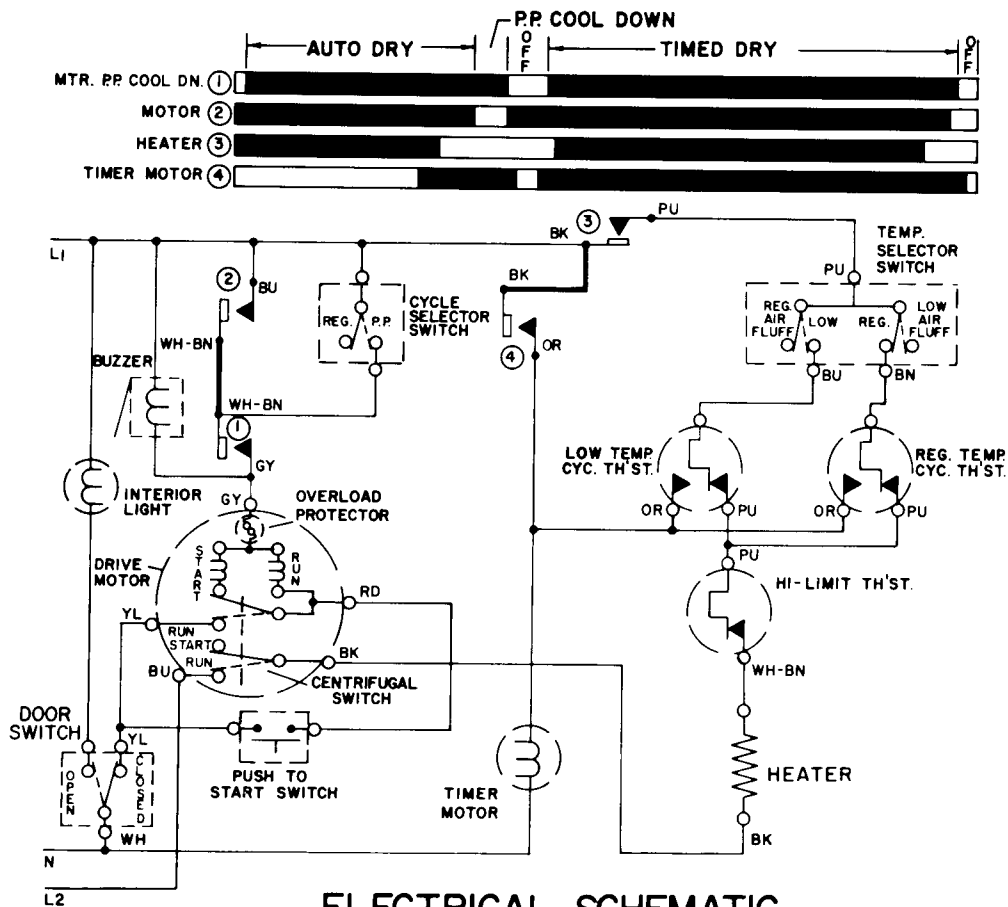 P.P. COOL DOWN
AUTO DRY
OFF
TIMED DRY
OFF
MTR. P.P. COOL DN. 1
MOTOR 2
HEATER 3
TIMER MOTOR 4
L1
BK
3
PU
TEMP.
SELECTOR
SWITCH
PU
2
BU
BK
CYCLE
SELECTOR
SWITCH
REG.
P.P.
REG.
AIR
FLUFF
LOW
REG.
LOW
AIR
FLUFF
4
OR
WH-BN
BUZZER
BU
BN
WH-BN
1
GY
LOW TEMP.
CYC. TH'ST.
REG. TEMP.
CYC. TH'ST.
INTERIOR
LIGHT
GY
OVERLOAD
PROTECTOR
OR
PU
OR
PU
DRIVE
MOTOR
START
RUN
PU
HI-LIMIT TH'ST.
YL
RD
RUN
START
RUN
BK
BU
CENTRIFUGAL
SWITCH
WH-BN
DOOR
SWITCH
YL
PUSH TO
START SWITCH
OPEN
CLOSED
TIMER
MOTOR
HEATER
WH
BK
N
L2
ELECTRICAL SCHEMATIC